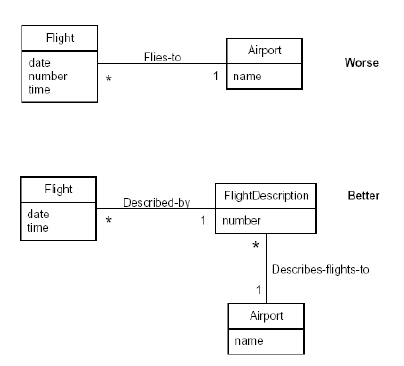 Flight
date
number
time
Flies-to
*
1
Airport
name
Worse
Flight
date
time
Described-by
*
1
FlightDescription
number
Better
*
Describes-flights-to
1
Airport
name